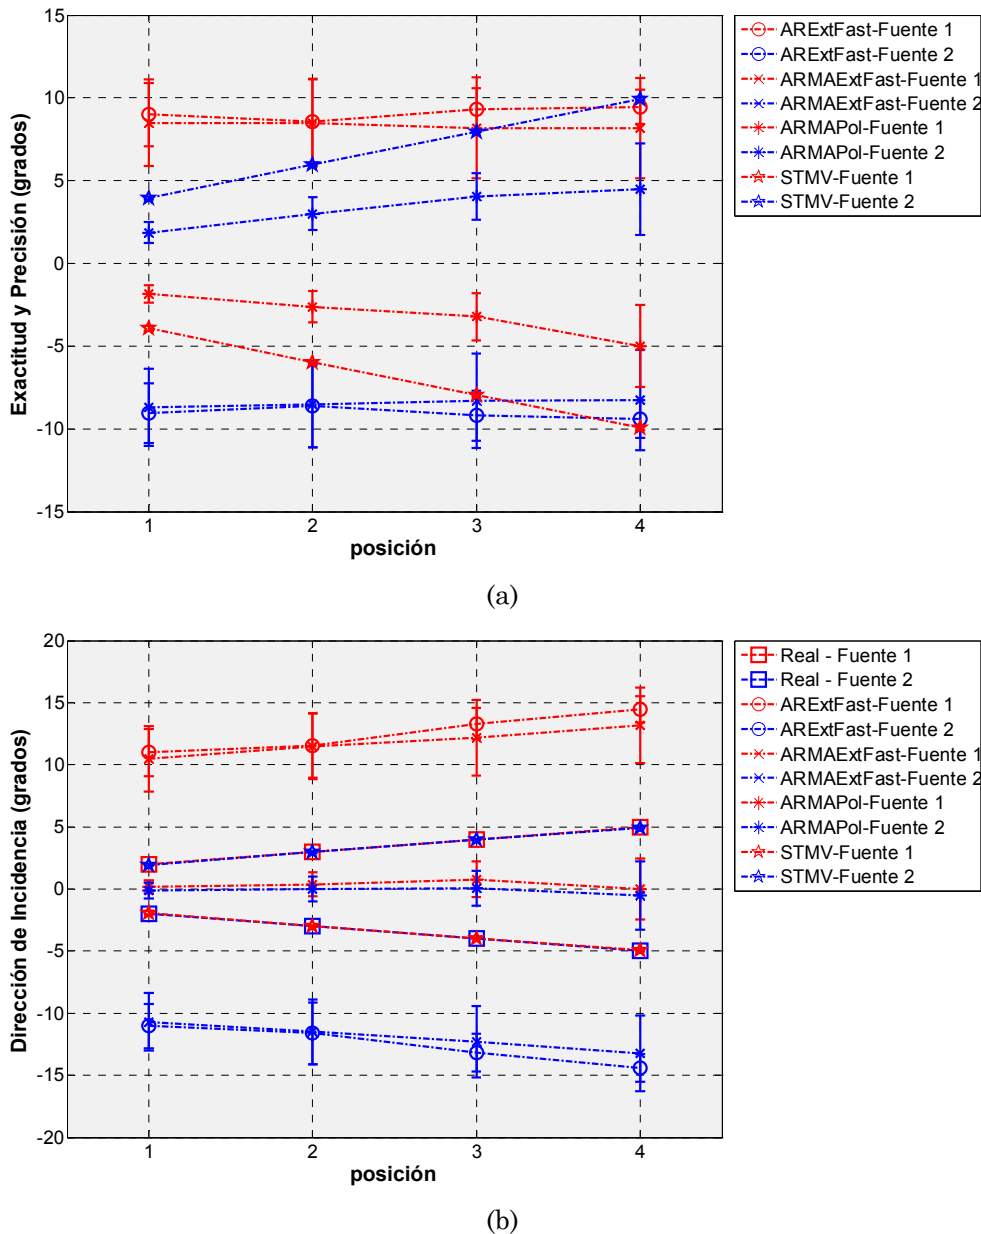 15
10
5
0
-5
-10
-15
Exactitud y Precisión (grados)
1 2 3 4
posición
ARExtFast-Fuente 1
ARExtFast-Fuente 2
ARMAExtFast-Fuente 1
ARMAExtFast-Fuente 2
ARMAPol-Fuente 1
ARMAPol-Fuente 2
STMV-Fuente 1
STMV-Fuente 2
(a)
20
15
10
5
0
-5
-10
-15
-20
Dirección de Incidencia (grados)
1 2 3 4
posición
Real - Fuente 1
Real - Fuente 2
ARExtFast-Fuente 1
ARExtFast-Fuente 2
ARMAExtFast-Fuente 1
ARMAExtFast-Fuente 2
ARMAPol-Fuente 1
ARMAPol-Fuente 2
STMV-Fuente 1
STMV-Fuente 2
(b)